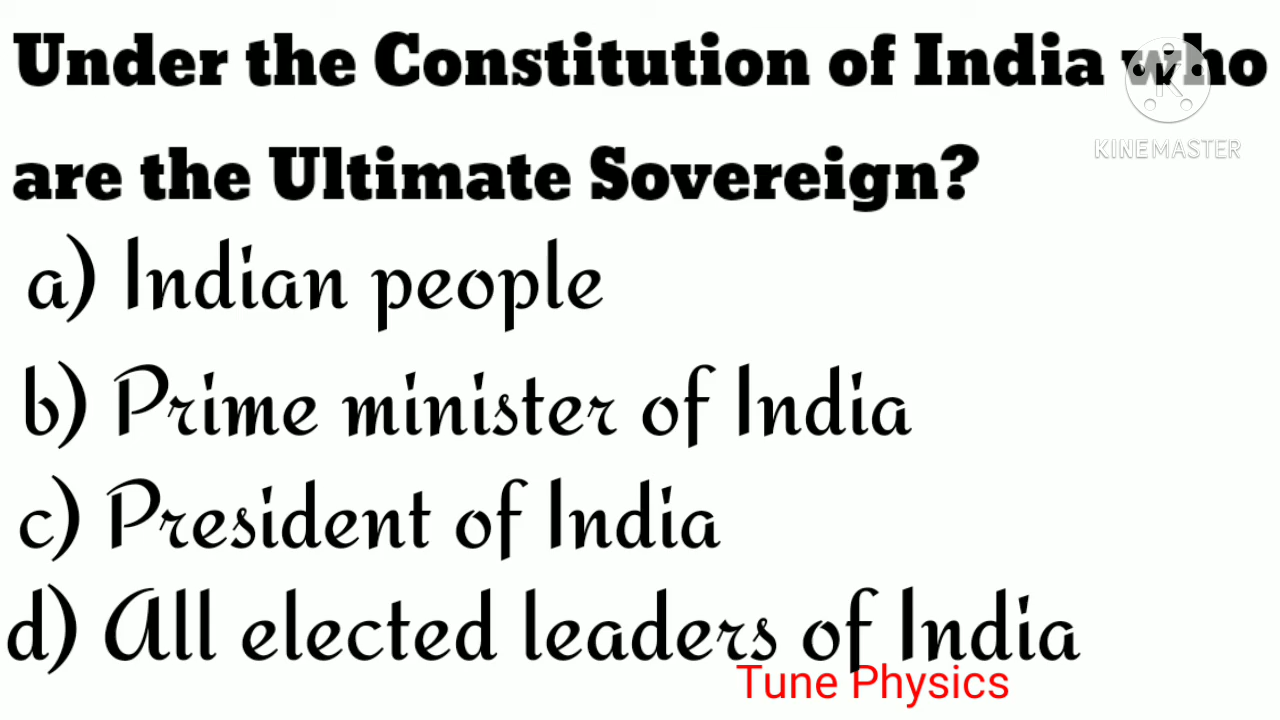 Under the Constitution of India who
are the Ultimate Sovereign?
a) Indian people
b) Prime minister of India
c) President of India
d) All elected leaders of India
Tune Physics
K
KINEMASTER